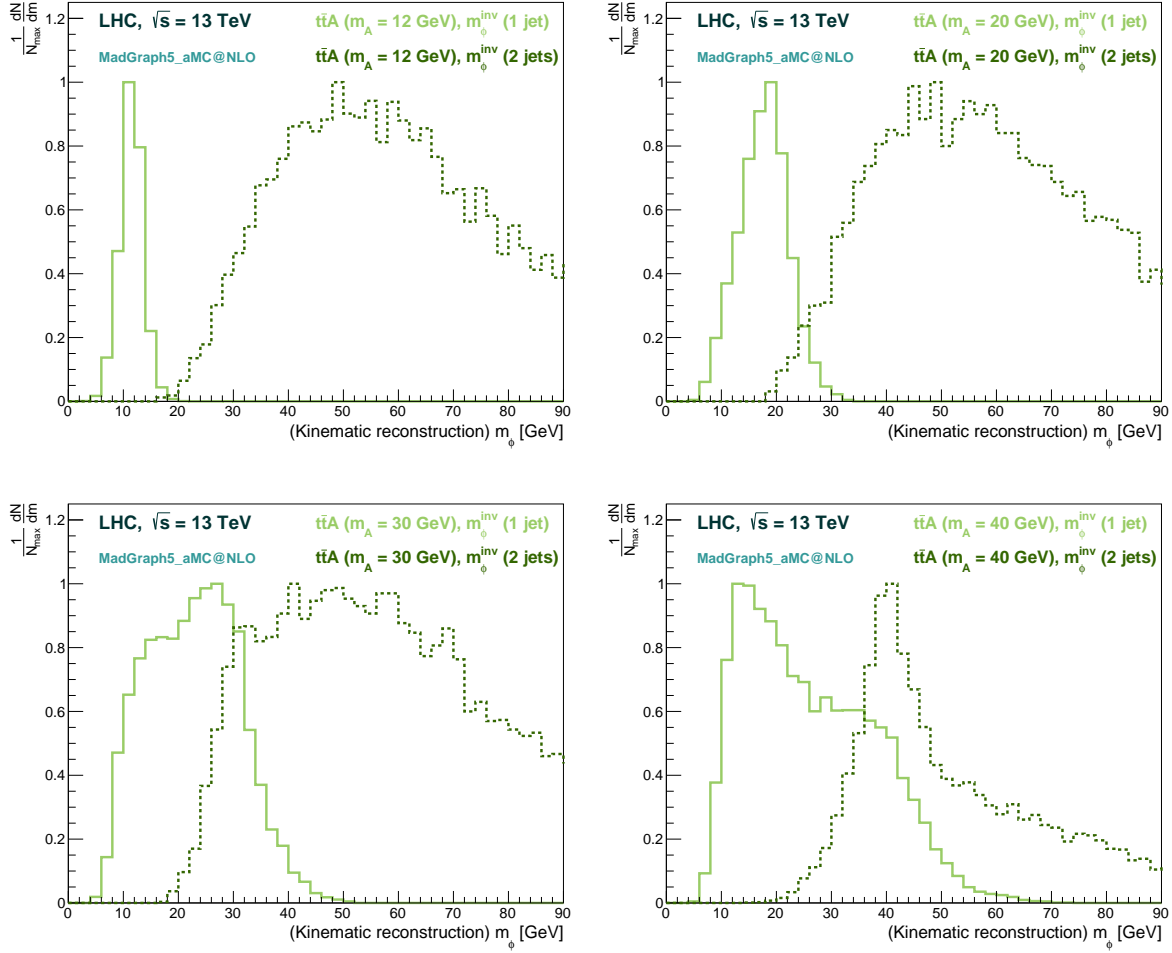 1/N_max dN/dm
LHC, √s = 13 TeV
MadGraph5_aMC@NLO
tt̄A (m_A = 12 GeV), m_ϕ^inv (1 jet)
tt̄A (m_A = 12 GeV), m_ϕ^inv (2 jets)
1.2
1
0.8
0.6
0.4
0.2
0
0 10 20 30 40 50 60 70 80 90
(Kinematic reconstruction) m_ϕ [GeV]
1/N_max dN/dm
LHC, √s = 13 TeV
MadGraph5_aMC@NLO
tt̄A (m_A = 20 GeV), m_ϕ^inv (1 jet)
tt̄A (m_A = 20 GeV), m_ϕ^inv (2 jets)
1.2
1
0.8
0.6
0.4
0.2
0
0 10 20 30 40 50 60 70 80 90
(Kinematic reconstruction) m_ϕ [GeV]
1/N_max dN/dm
LHC, √s = 13 TeV
MadGraph5_aMC@NLO
tt̄A (m_A = 30 GeV), m_ϕ^inv (1 jet)
tt̄A (m_A = 30 GeV), m_ϕ^inv (2 jets)
1.2
1
0.8
0.6
0.4
0.2
0
0 10 20 30 40 50 60 70 80 90
(Kinematic reconstruction) m_ϕ [GeV]
1/N_max dN/dm
LHC, √s = 13 TeV
MadGraph5_aMC@NLO
tt̄A (m_A = 40 GeV), m_ϕ^inv (1 jet)
tt̄A (m_A = 40 GeV), m_ϕ^inv (2 jets)
1.2
1
0.8
0.6
0.4
0.2
0
0 10 20 30 40 50 60 70 80 90
(Kinematic reconstruction) m_ϕ [GeV]